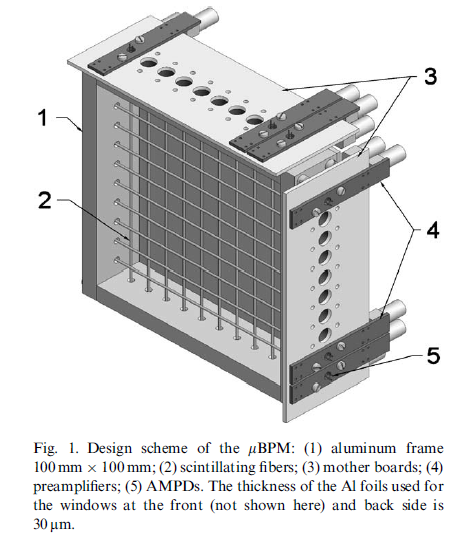 3
1
2
4
5
Fig. 1. Design scheme of the μBPM: (1) aluminum frame
100 mm × 100 mm; (2) scintillating fibers; (3) mother boards; (4)
preamplifiers; (5) AMPDs. The thickness of the Al foils used for
the windows at the front (not shown here) and back side is
30 μm.